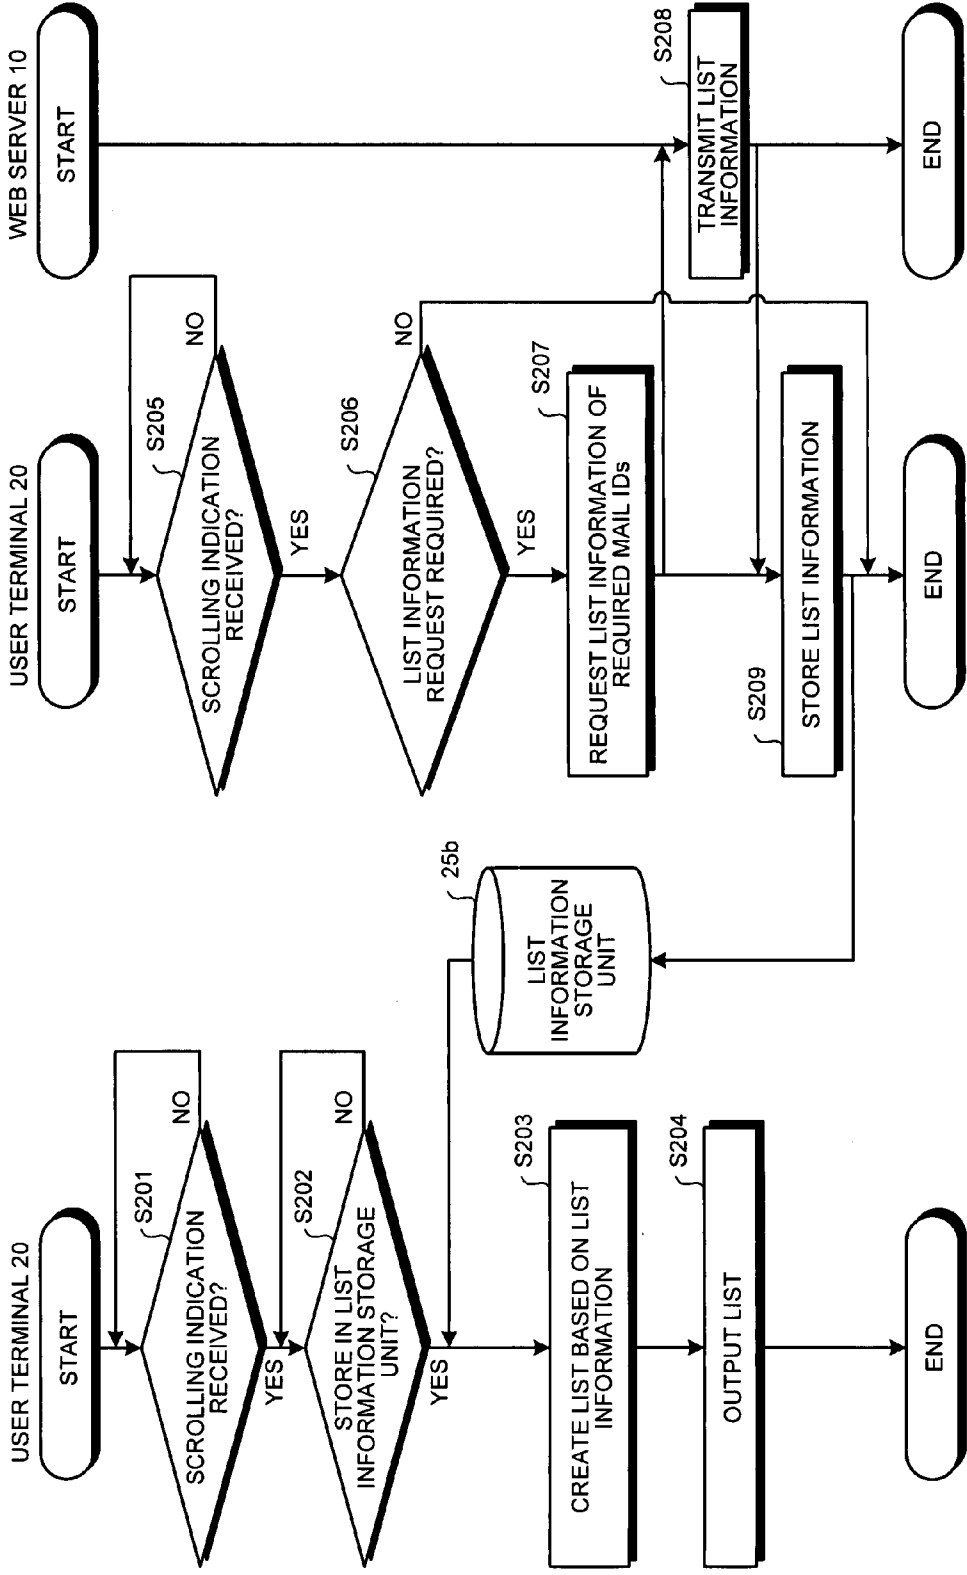 USER TERMINAL 20
START
S201
SCROLLING INDICATION
RECEIVED?
NO
YES
S202
STORE IN LIST
INFORMATION STORAGE
UNIT?
NO
YES
S203
CREATE LIST BASED ON LIST
INFORMATION
S204
OUTPUT LIST
END
25b
LIST
INFORMATION
STORAGE
UNIT
USER TERMINAL 20
START
S205
SCROLLING INDICATION
RECEIVED?
NO
YES
S206
LIST INFORMATION
REQUEST REQUIRED?
NO
YES
S207
REQUEST LIST INFORMATION OF
REQUIRED MAIL IDs
S209
STORE LIST INFORMATION
END
WEB SERVER 10
START
S208
TRANSMIT LIST
INFORMATION
END